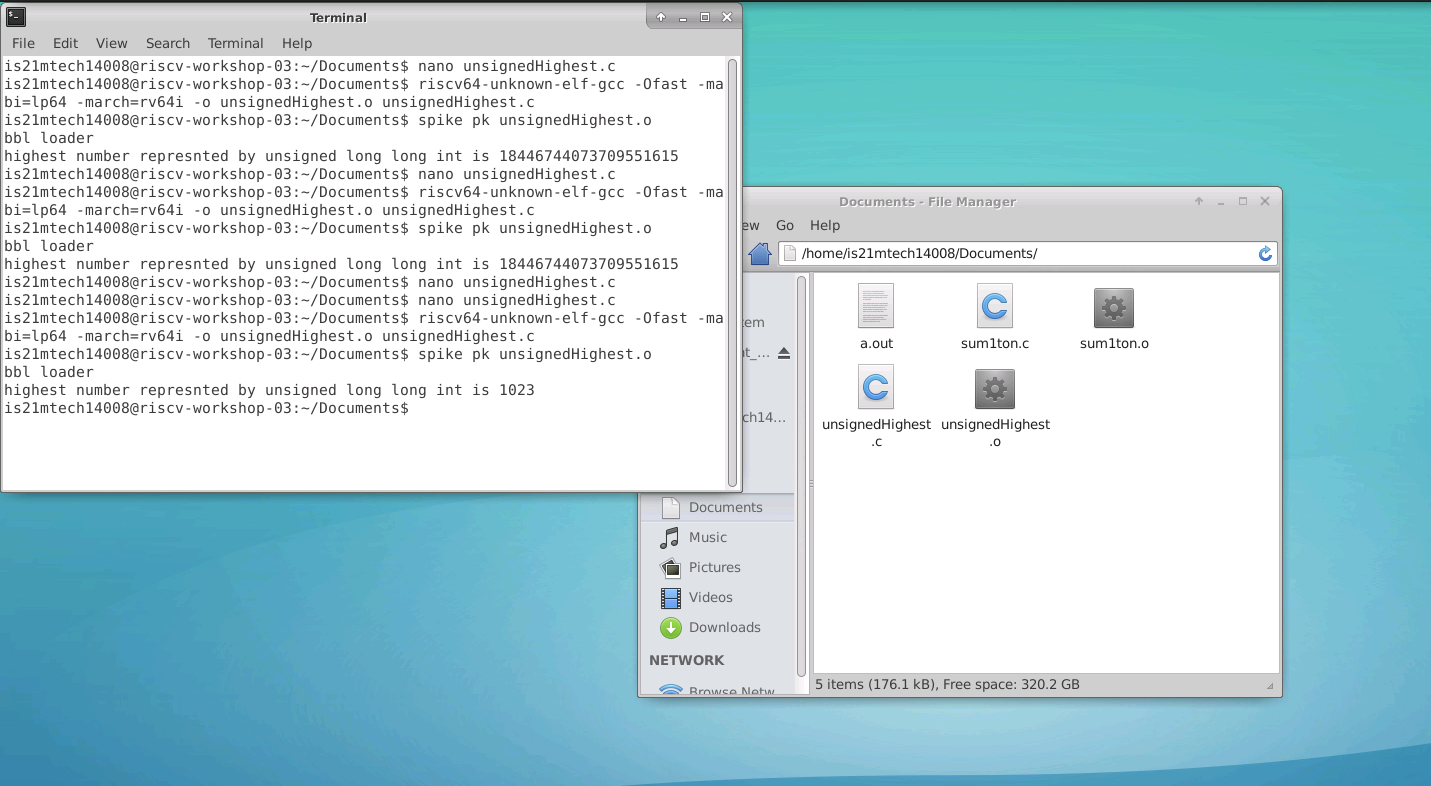 Terminal
File Edit View Search Terminal Help
is21mtech14008@riscv-workshop-03:~/Documents$ nano unsignedHighest.c
is21mtech14008@riscv-workshop-03:~/Documents$ riscv64-unknown-elf-gcc -Ofast -ma
bi=lp64 -march=rv64i -o unsignedHighest.o unsignedHighest.c
is21mtech14008@riscv-workshop-03:~/Documents$ spike pk unsignedHighest.o
bbl loader
highest number represnted by unsigned long long int is 18446744073709551615
is21mtech14008@riscv-workshop-03:~/Documents$ nano unsignedHighest.c
is21mtech14008@riscv-workshop-03:~/Documents$ riscv64-unknown-elf-gcc -Ofast -ma
bi=lp64 -march=rv64i -o unsignedHighest.o unsignedHighest.c
is21mtech14008@riscv-workshop-03:~/Documents$ spike pk unsignedHighest.o
bbl loader
highest number represnted by unsigned long long int is 18446744073709551615
is21mtech14008@riscv-workshop-03:~/Documents$ nano unsignedHighest.c
is21mtech14008@riscv-workshop-03:~/Documents$ nano unsignedHighest.c
is21mtech14008@riscv-workshop-03:~/Documents$ riscv64-unknown-elf-gcc -Ofast -ma
bi=lp64 -march=rv64i -o unsignedHighest.o unsignedHighest.c
is21mtech14008@riscv-workshop-03:~/Documents$ spike pk unsignedHighest.o
bbl loader
highest number represnted by unsigned long long int is 1023
is21mtech14008@riscv-workshop-03:~/Documents$
Documents - File Manager
ew Go Help
/home/is21mtech14008/Documents/
tem
nt_...
ch14...
Documents
Music
Pictures
Videos
Downloads
NETWORK
Browse Netw
a.out sum1ton.c sum1ton.o
unsignedHighest unsignedHighest
.c .o
5 items (176.1 kB), Free space: 320.2 GB